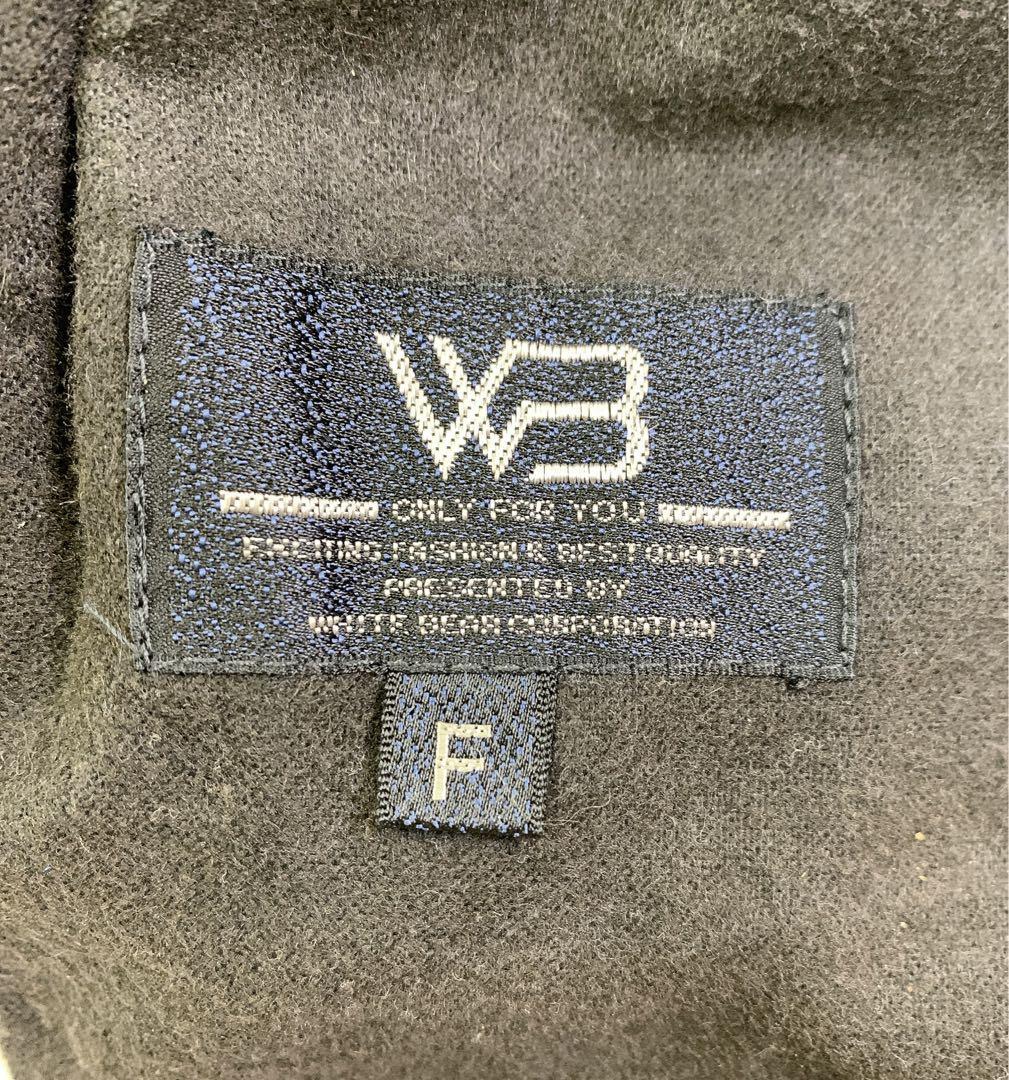 WB
ONLY FOR YOU
EXCITING FASHION & BEST QUALITY
PRESENTED BY
WHITE BEAR CORPORATION
F